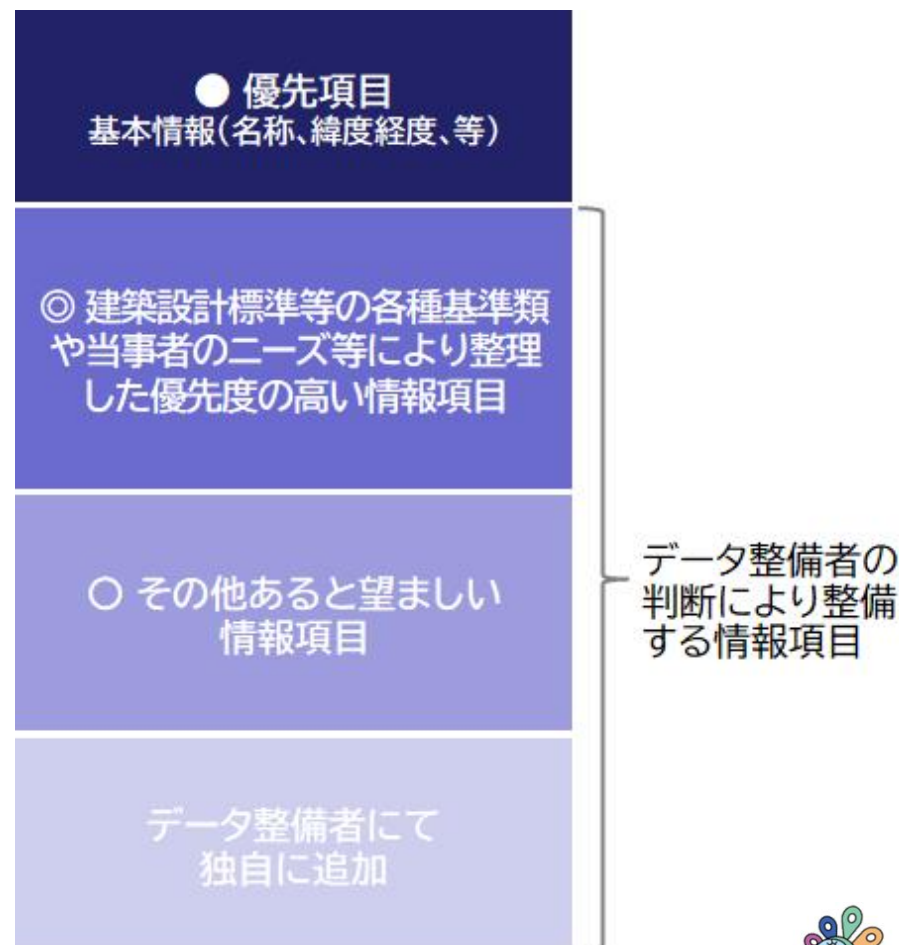 ● 優先項目
基本情報(名称、緯度経度、等)
◎ 建築設計標準等の各種基準類
や当事者のニーズ等により整理
した優先度の高い情報項目
○ その他あると望ましい
情報項目
データ整備者の
判断により整備
する情報項目
データ整備者にて
独自に追加